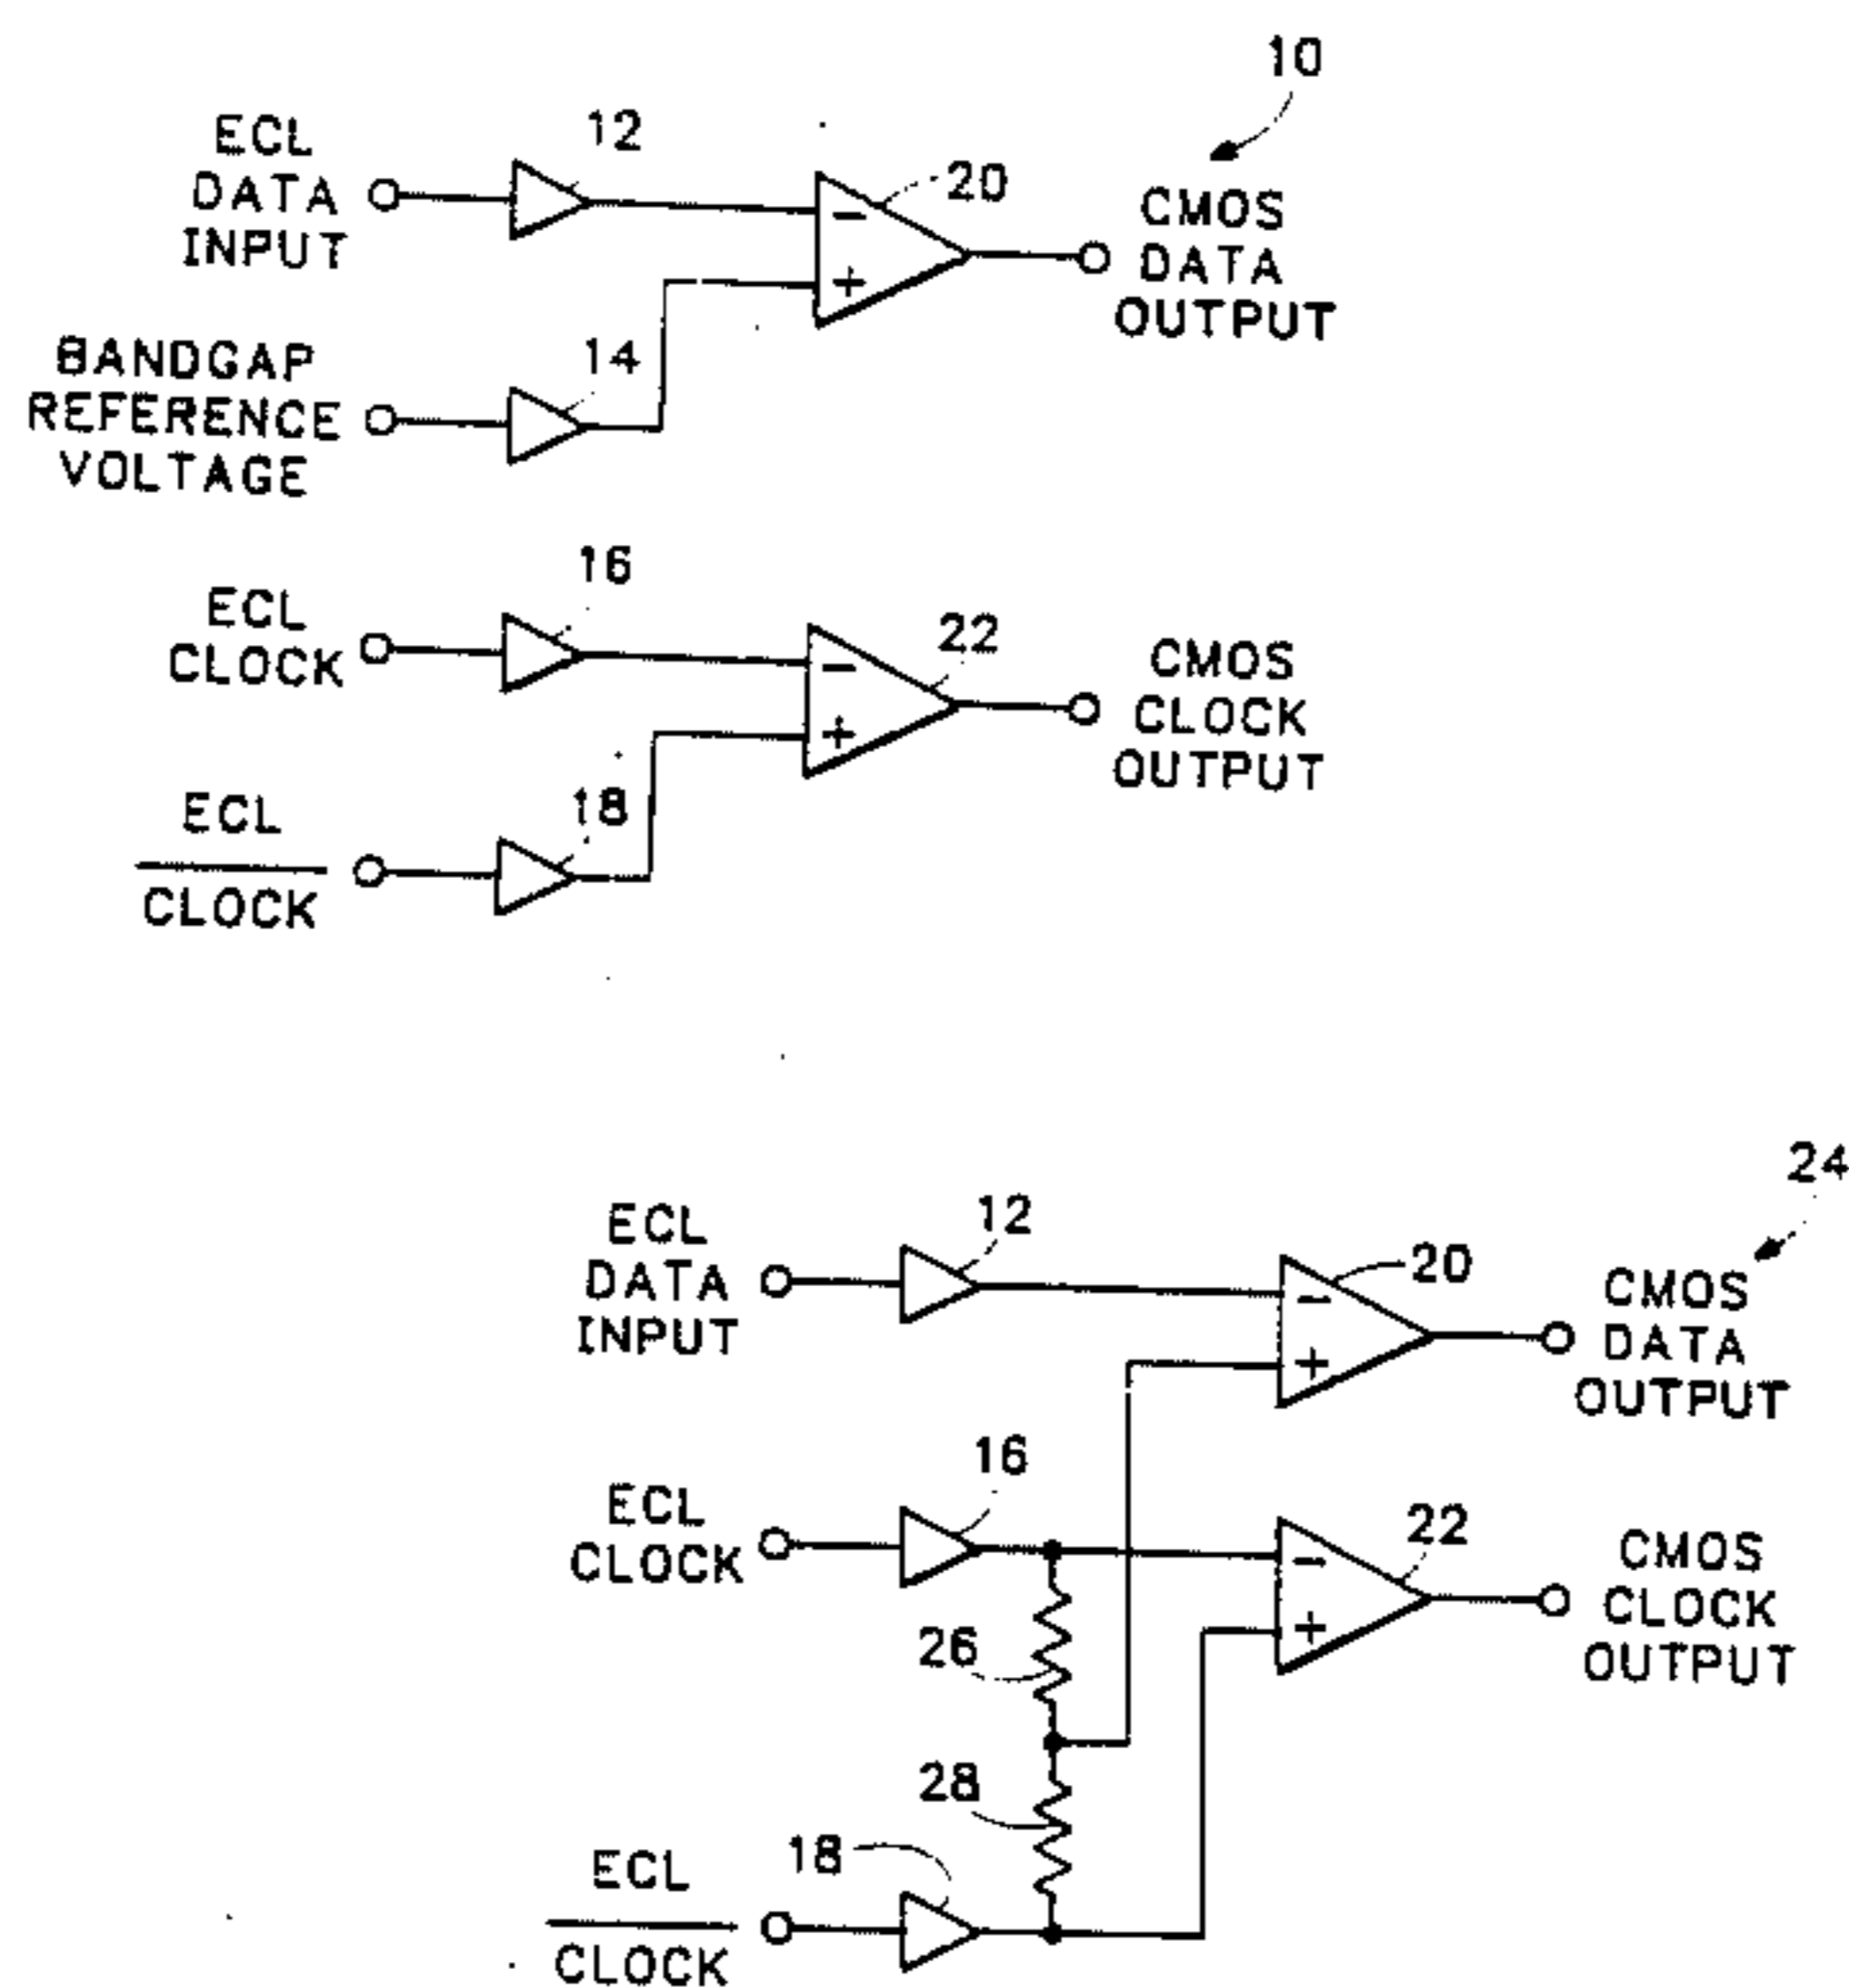 10
ECL
DATA
INPUT
12
20
CMOS
DATA
OUTPUT
BANDGAP
REFERENCE
VOLTAGE
14
ECL
CLOCK
16
22
CMOS
CLOCK
OUTPUT
ECL
CLOCK
18
24
ECL
DATA
INPUT
12
20
CMOS
DATA
OUTPUT
ECL
CLOCK
16
22
CMOS
CLOCK
OUTPUT
26
28
18
ECL
CLOCK